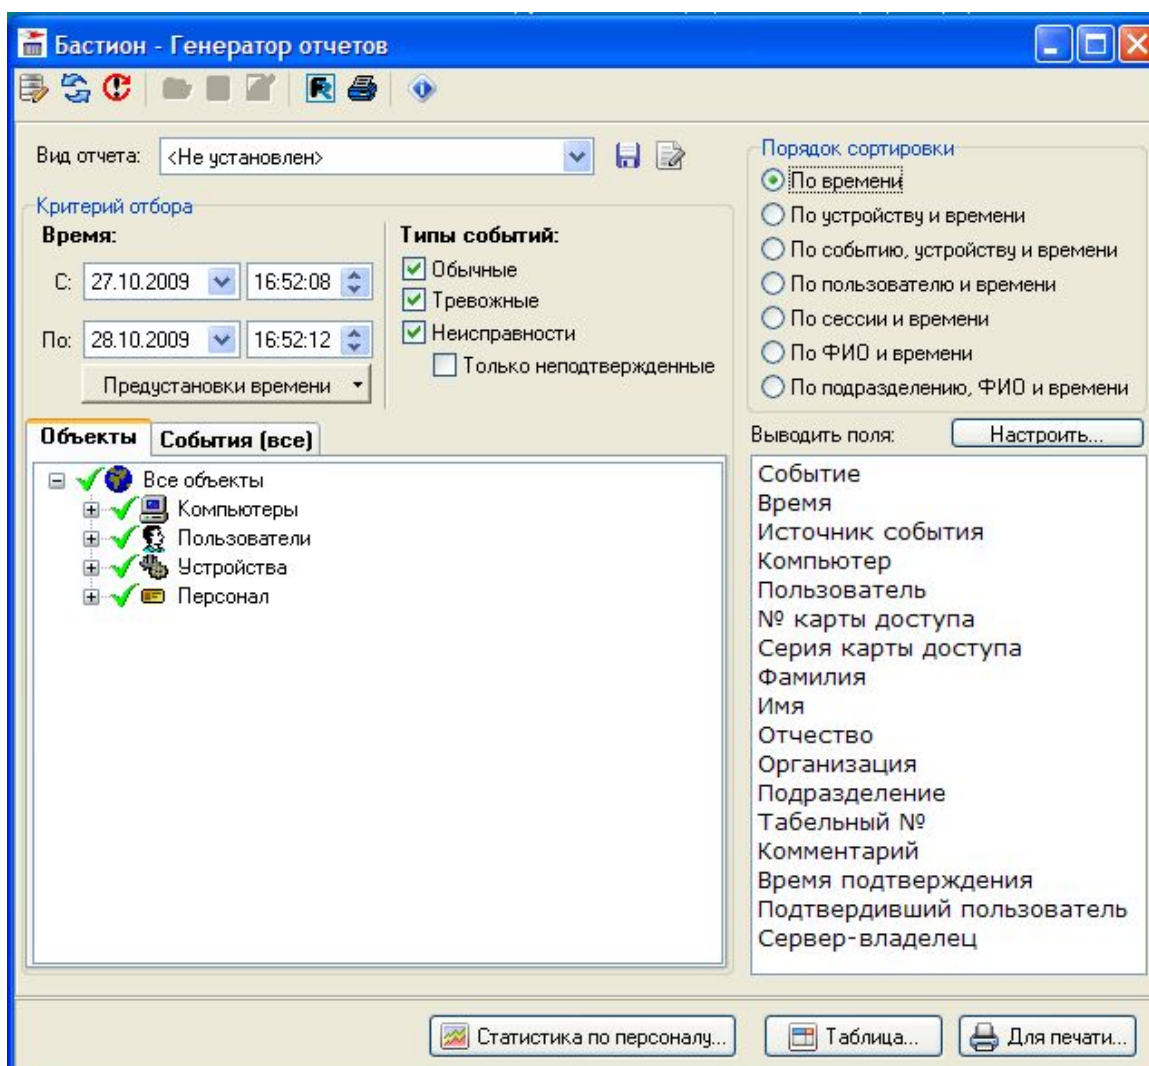 Бастион - Генератор отчетов
Вид отчета: <Не установлен>
Критерий отбора
Время:
С: 27.10.2009 16:52:08
По: 28.10.2009 16:52:12
Предустановки времени
Типы событий:
Обычные
Тревожные
Неисправности
Только неподтвержденные
Порядок сортировки
По времени
По устройству и времени
По событию, устройству и времени
По пользователю и времени
По сессии и времени
По ФИО и времени
По подразделению, ФИО и времени
Объекты События (все)
Все объекты
Компьютеры
Пользователи
Устройства
Персонал
Выводить поля: Настроить...
Событие
Время
Источник события
Компьютер
Пользователь
№ карты доступа
Серия карты доступа
Фамилия
Имя
Отчество
Организация
Подразделение
Табельный №
Комментарий
Время подтверждения
Подтвердивший пользователь
Сервер-владелец
Статистика по персоналу... Таблица... Для печати...